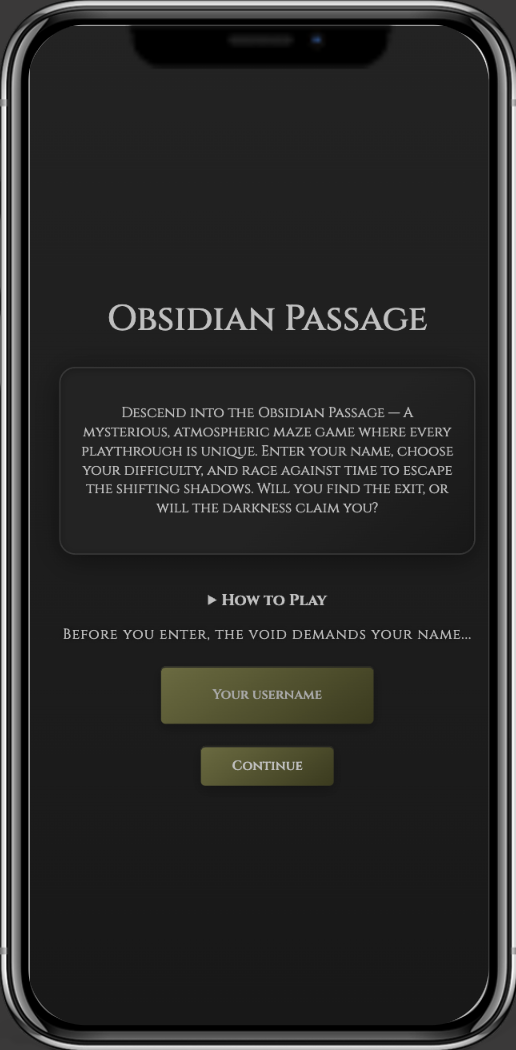 Obsidian Passage
Descend into the Obsidian Passage — A
mysterious, atmospheric maze game where every
playthrough is unique. Enter your name, choose
your difficulty, and race against time to escape
the shifting shadows. Will you find the exit, or
will the darkness claim you?
▶ How to Play
Before you enter, the void demands your name...
Your username
Continue